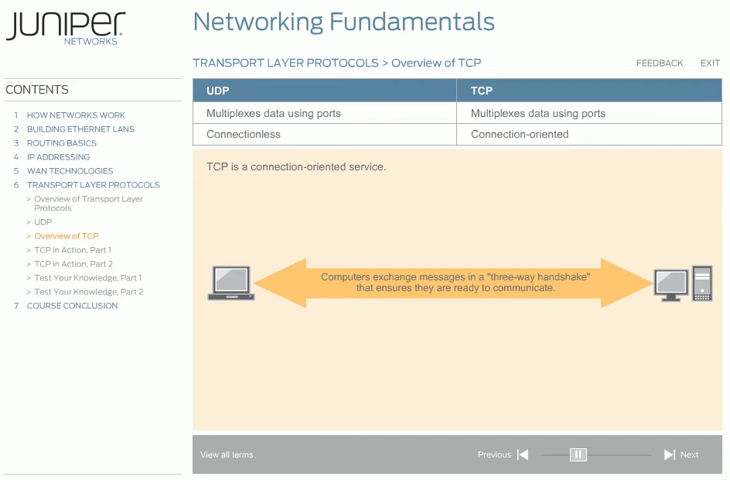 JUNIPER
NETWORKS
Networking Fundamentals
TRANSPORT LAYER PROTOCOLS > Overview of TCP
FEEDBACK EXIT
CONTENTS
1 HOW NETWORKS WORK
2 BUILDING ETHERNET LANS
3 ROUTING BASICS
4 IP ADDRESSING
5 WAN TECHNOLOGIES
6 TRANSPORT LAYER PROTOCOLS
> Overview of Transport Layer
Protocols
> UDP
> Overview of TCP
> TCP in Action, Part 1
> TCP in Action, Part 2
> Test Your Knowledge, Part 1
> Test Your Knowledge, Part 2
7 COURSE CONCLUSION
UDP TCP
Multiplexes data using ports Multiplexes data using ports
Connectionless Connection-oriented
TCP is a connection-oriented service.
Computers exchange messages in a "three-way handshake"
that ensures they are ready to communicate.
View all terms Previous Next